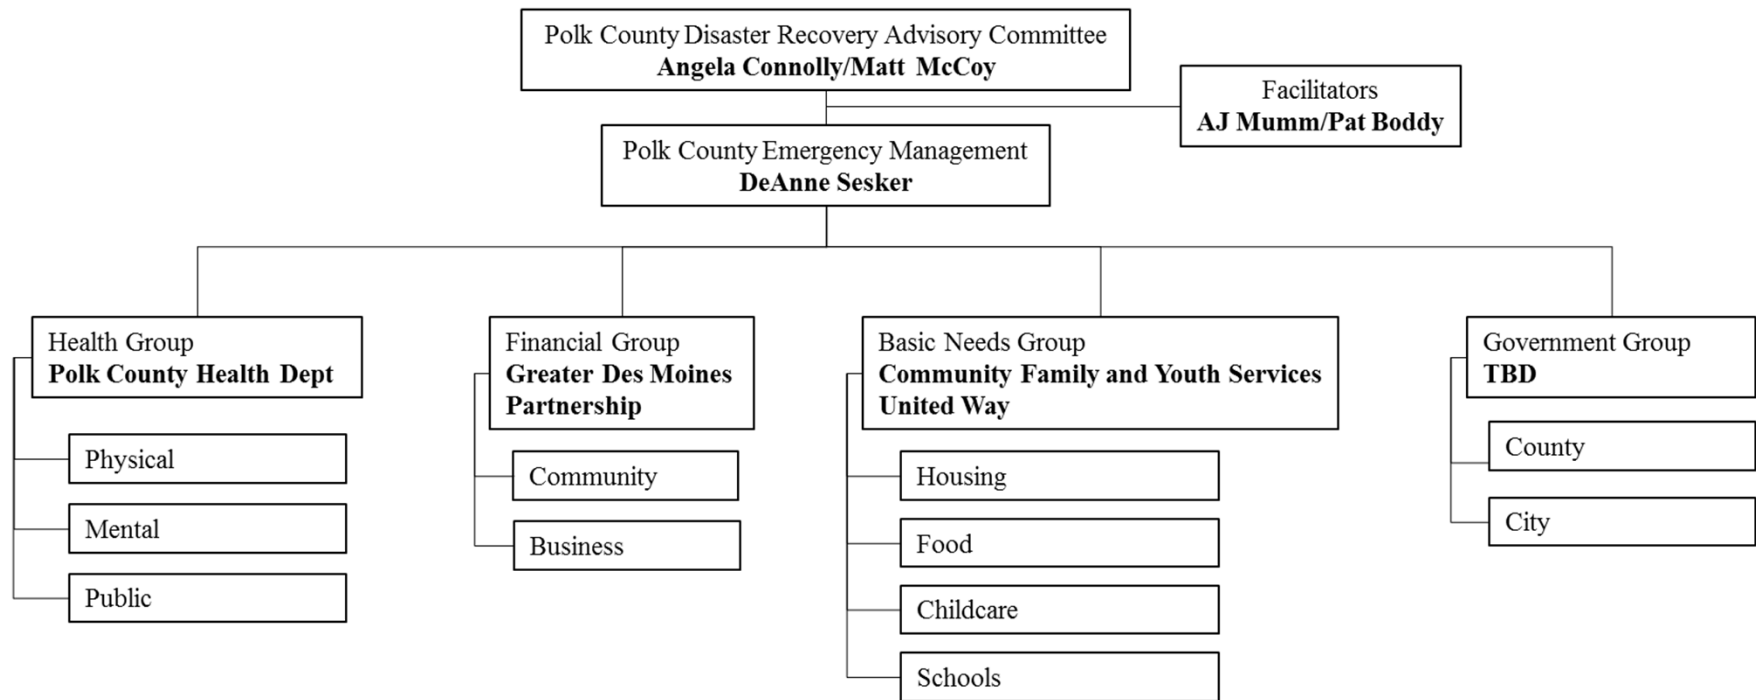 Polk County Disaster Recovery Advisory Committee
Angela Connolly/Matt McCoy
Facilitators
AJ Mumm/Pat Boddy
Polk County Emergency Management
DeAnne Sesker
Health Group
Polk County Health Dept
Physical
Mental
Public
Financial Group
Greater Des Moines
Partnership
Community
Business
Basic Needs Group
Community Family and Youth Services
United Way
Housing
Food
Childcare
Schools
Government Group
TBD
County
City